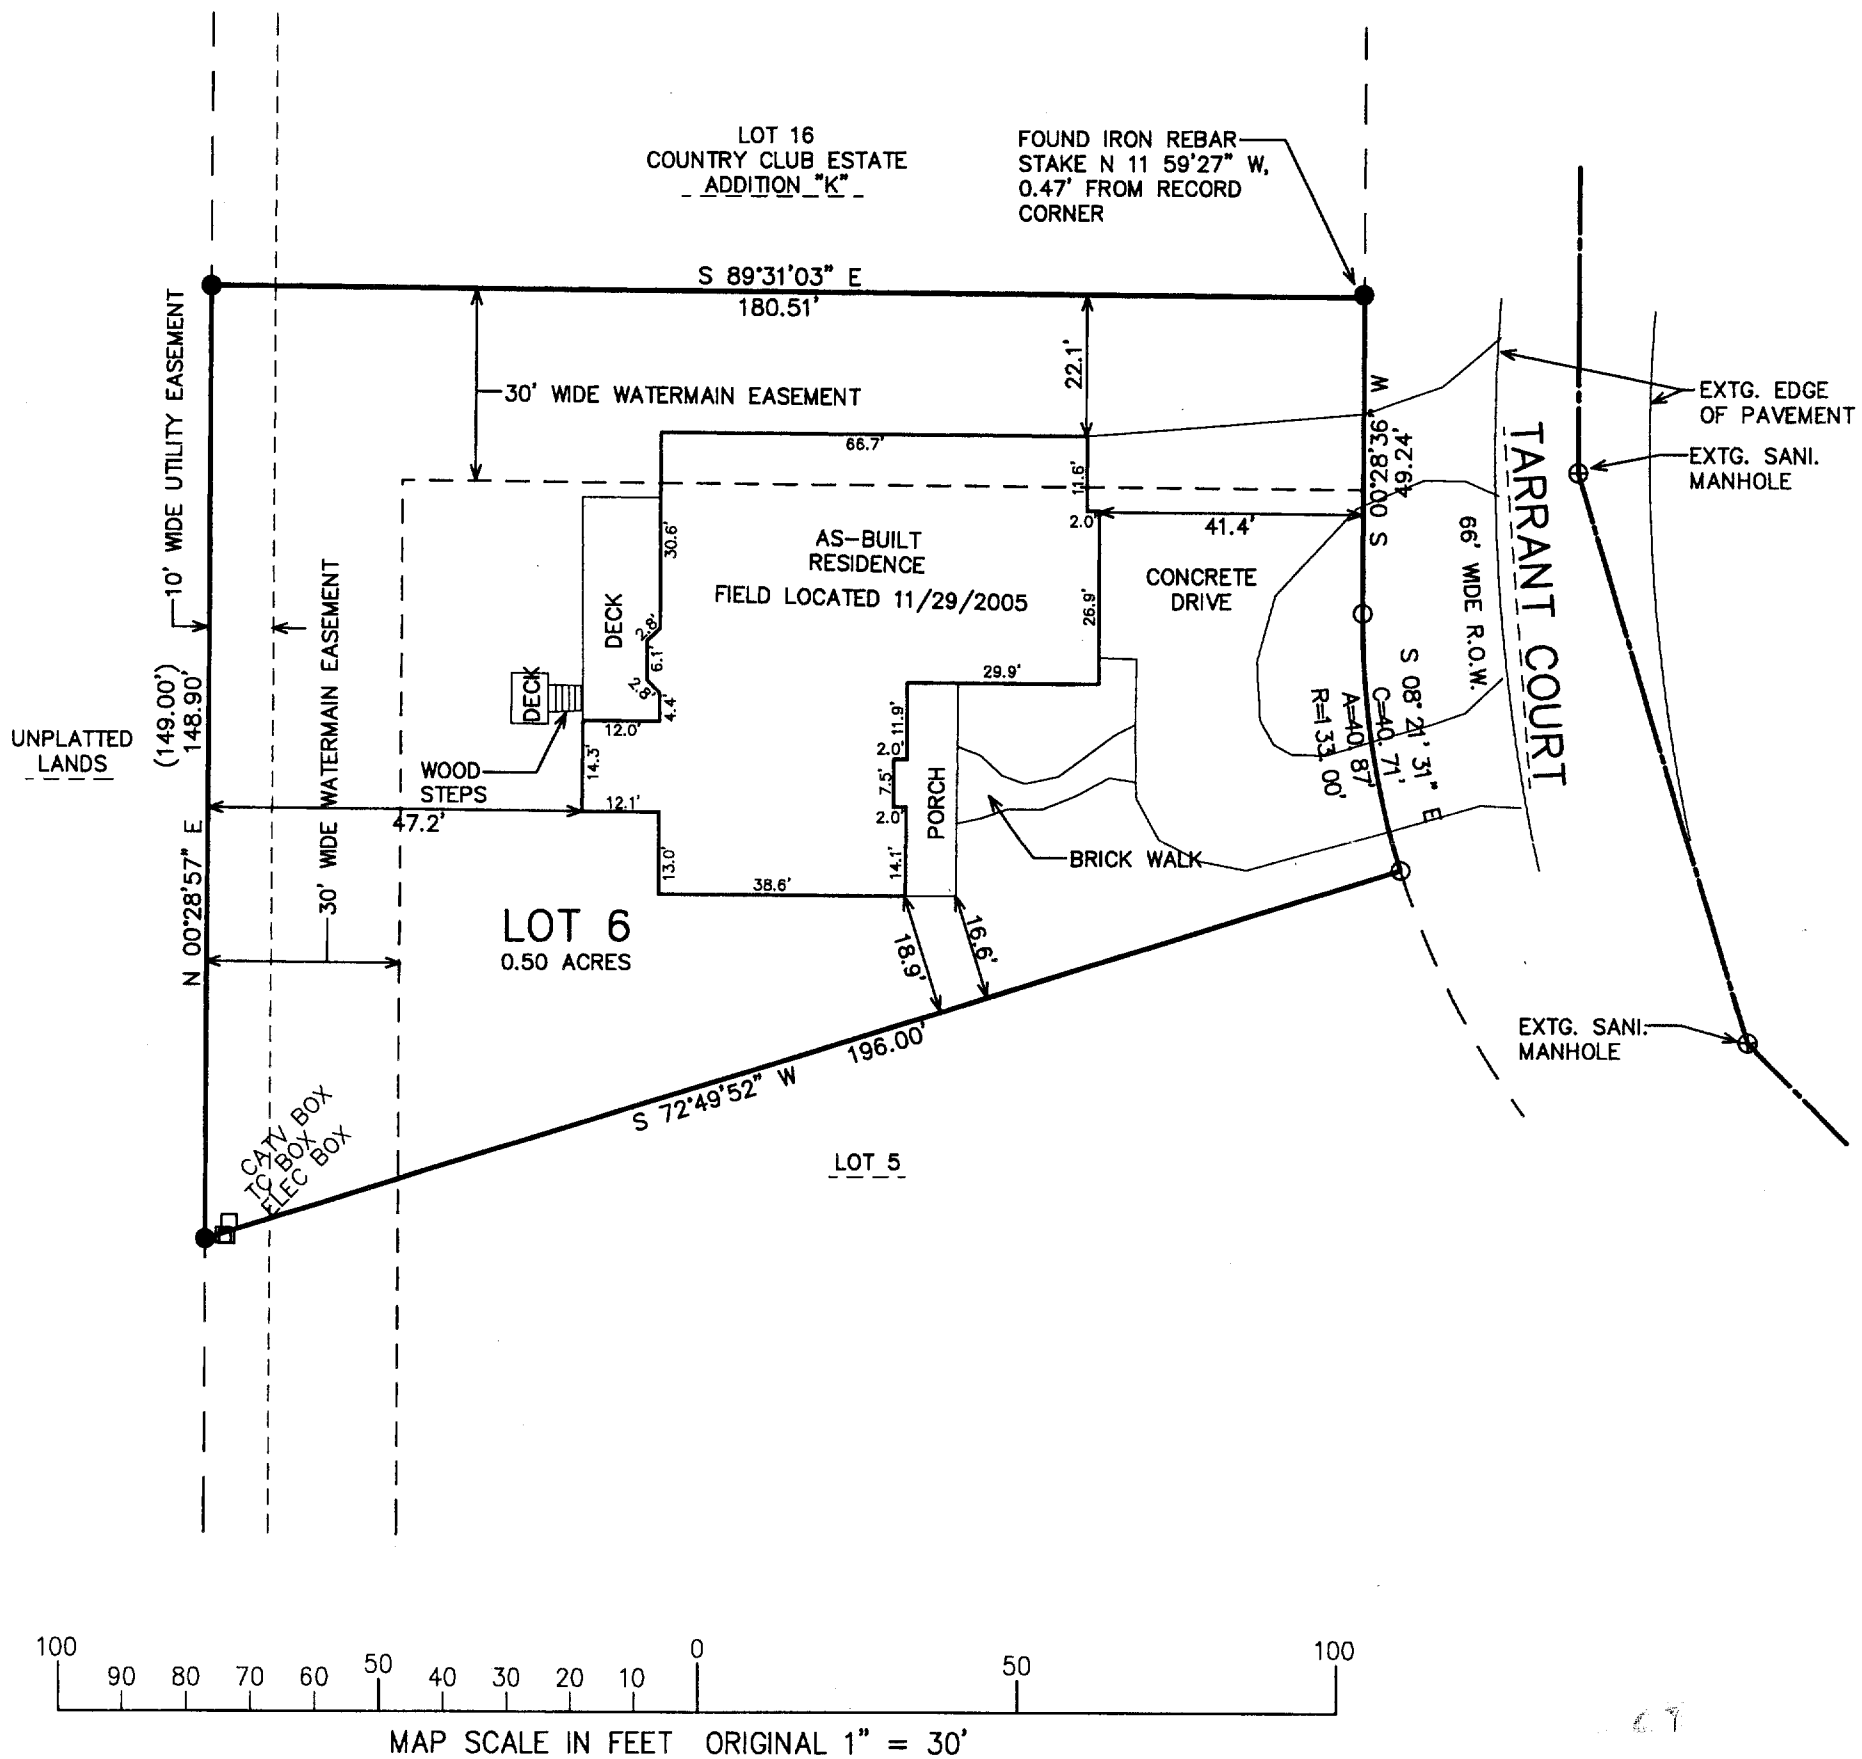 LOT 16
COUNTRY CLUB ESTATE
ADDITION "K"
FOUND IRON REBAR
STAKE N 11 59'27" W,
0.47' FROM RECORD
CORNER
S 89°31'03" E
180.51'
10' WIDE UTILITY EASEMENT
30' WIDE WATERMAIN EASEMENT
22.1'
S 00°28'36" W
49.24'
EXTG. EDGE
OF PAVEMENT
EXTG. SANI.
MANHOLE
TARRANT COURT
66' WIDE R.O.W.
66.7'
11.6'
2.0'
41.4'
30.6'
AS-BUILT
RESIDENCE
FIELD LOCATED 11/29/2005
CONCRETE
DRIVE
26.9'
DECK
2.8'
6.1'
2.8'
4.4'
DECK
12.0'
29.9'
S 08°21'31" E
C=40.71'
A=40.87'
R=133.00'
30' WIDE WATERMAN EASEMENT
(149.00')
148.90'
N 00°28'57" E
UNPLATTED
LANDS
WOOD
STEPS
14.3'
12.1'
47.2'
11.9'
2.0'
7.5'
2.0'
PORCH
14.1'
BRICK WALK
13.0'
38.6'
LOT 6
0.50 ACRES
18.9'
16.6'
S 72°49'52" W
196.00'
EXTG. SANI.
MANHOLE
CATV BOX
TC BOX
ELEC BOX
LOT 5
100 90 80 70 60 50 40 30 20 10 0 50 100
MAP SCALE IN FEET ORIGINAL 1" = 30'